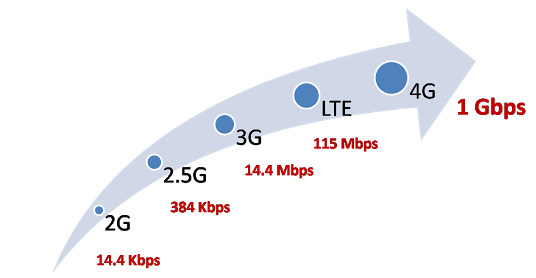 4G
1 Gbps
LTE
115 Mbps
3G
14.4 Mbps
2.5G
384 Kbps
2G
14.4 Kbps